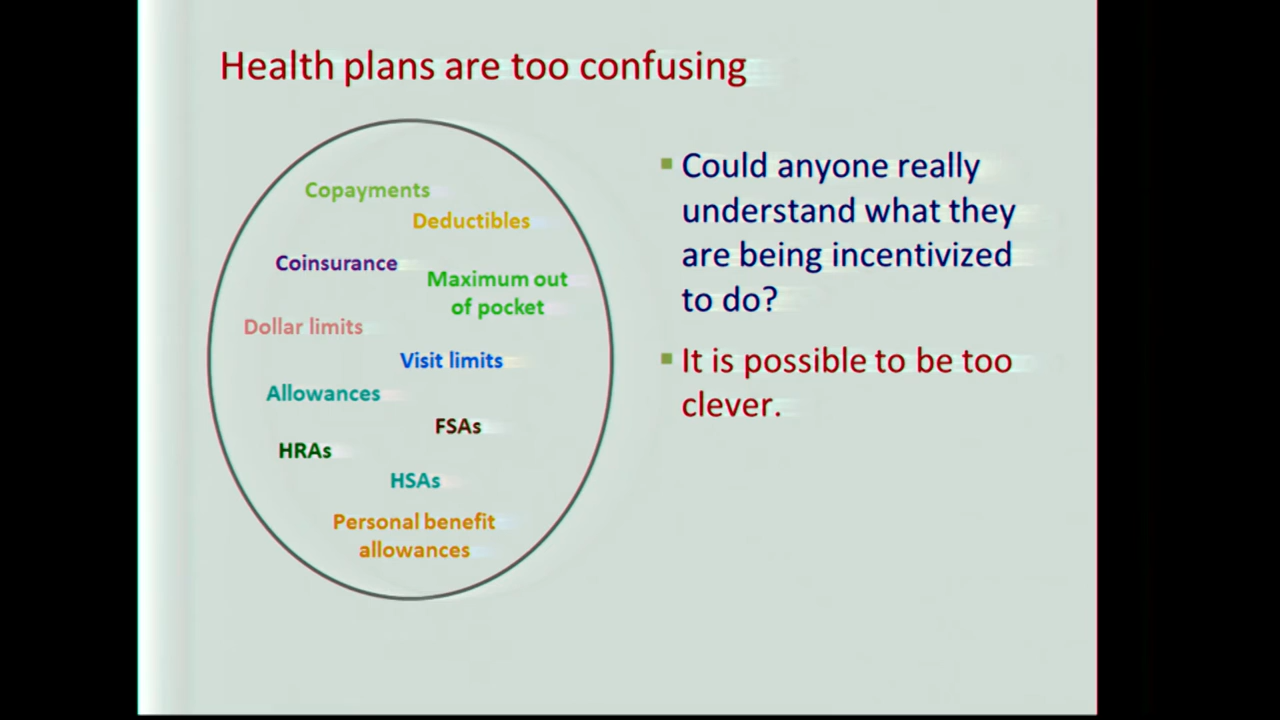 Health plans are too confusing
Copayments
Deductibles
Coinsurance
Maximum out
of pocket
Dollar limits
Visit limits
Allowances
FSAs
HRAs
HSAs
Personal benefit
allowances
Could anyone really
understand what they
are being incentivized
to do?
It is possible to be too
clever.